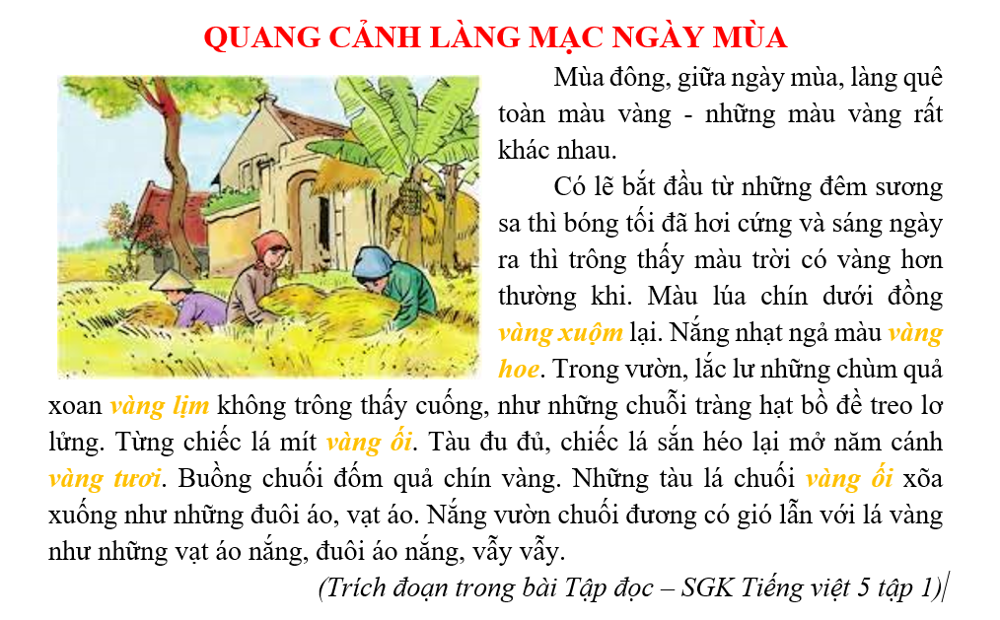 QUANG CẢNH LÀNG MẠC NGÀY MÙA
Mùa đông, giữa ngày mùa, làng quê
toàn màu vàng - những màu vàng rất
khác nhau.
Có lẽ bắt đầu từ những đêm sương
sa thì bóng tối đã hơi cứng và sáng ngày
ra thì trông thấy màu trời có vàng hơn
thường khi. Màu lúa chín dưới đồng
vàng xuộm lại. Nắng nhạt ngả màu vàng
hoe. Trong vườn, lắc lư những chùm quả
xoan vàng lịm không trông thấy cuống, như những chuỗi tràng hạt bồ đề treo lơ
lửng. Từng chiếc lá mít vàng ối. Tàu đu đủ, chiếc lá sắn héo lại mở năm cánh
vàng tươi. Buồng chuối đốm quả chín vàng. Những tàu lá chuối vàng ối xõa
xuống như những đuôi áo, vạt áo. Nắng vườn chuối đương có gió lẫn với lá vàng
như những vạt áo nắng, đuôi áo nắng, vẫy vẫy.
(Trích đoạn trong bài Tập đọc – SGK Tiếng việt 5 tập 1)